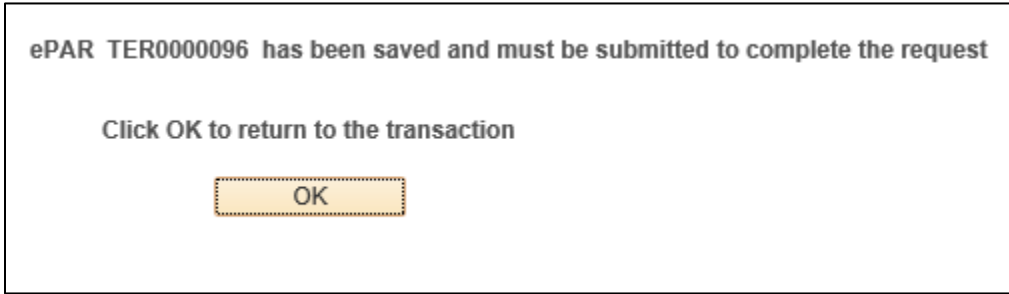 ePAR TER0000096 has been saved and must be submitted to complete the request
Click OK to return to the transaction
OK